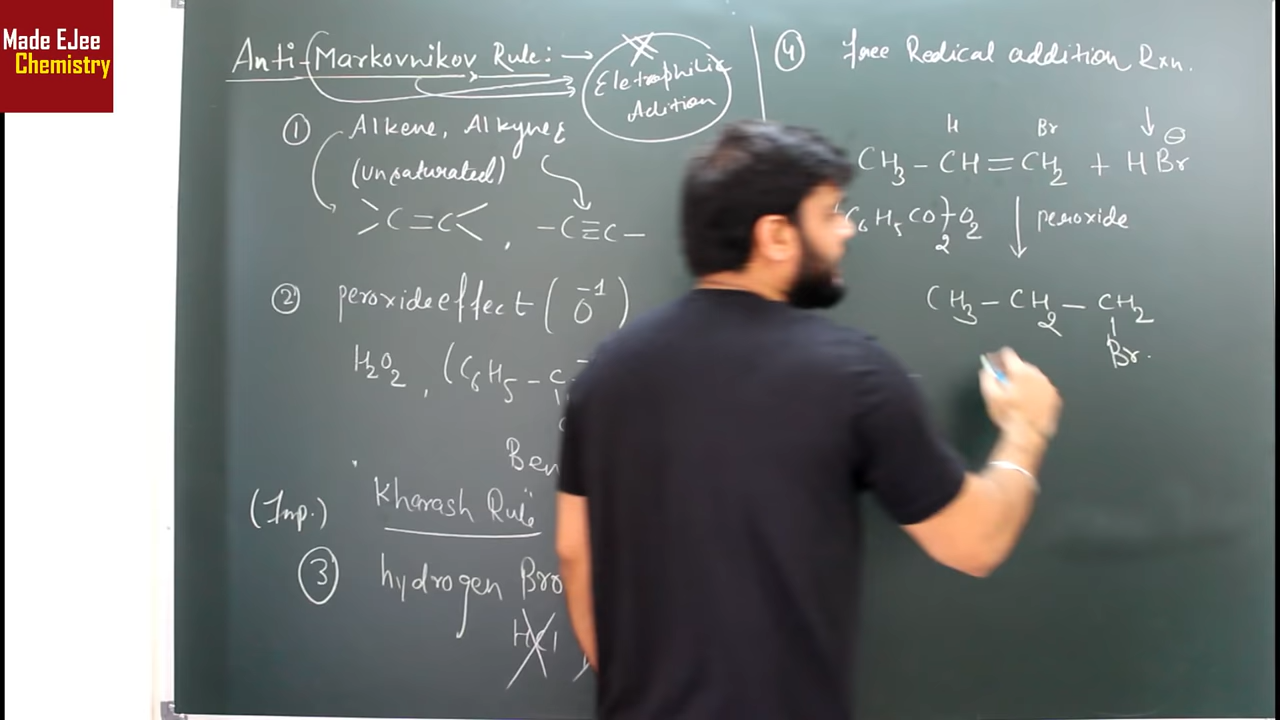 Made EJee
Chemistry
Anti-Markovnikov Rule: →
Eletrophilic
Adition
① Alkene, Alkyne
(unsaturated)
>C=C< , -C≡C-
② peroxide effect (O⁻¹)
H₂O₂ , (C₆H₅-C
Ben
(Imp.) Kharash Rule
③ hydrogen Bro
HCl
④ free Redical addition Rxn.
H Br
CH₃-CH=CH₂ + HBr ⊖
C₆H₅CO)₂O₂ ↓ peroxide
CH₃-CH₂-CH₂
Br.